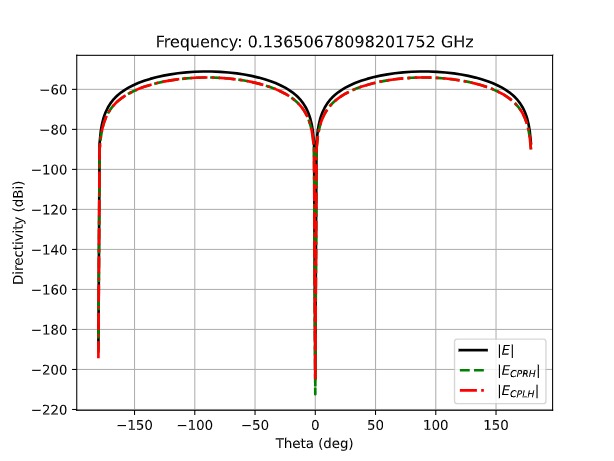 Frequency: 0.13650678098201752 GHz
−60
−80
−100
−120
−140
−160
−180
−200
−220
Directivity (dBi)
|E|
|E_CPRH|
|E_CPLH|
−150 −100 −50 0 50 100 150
Theta (deg)